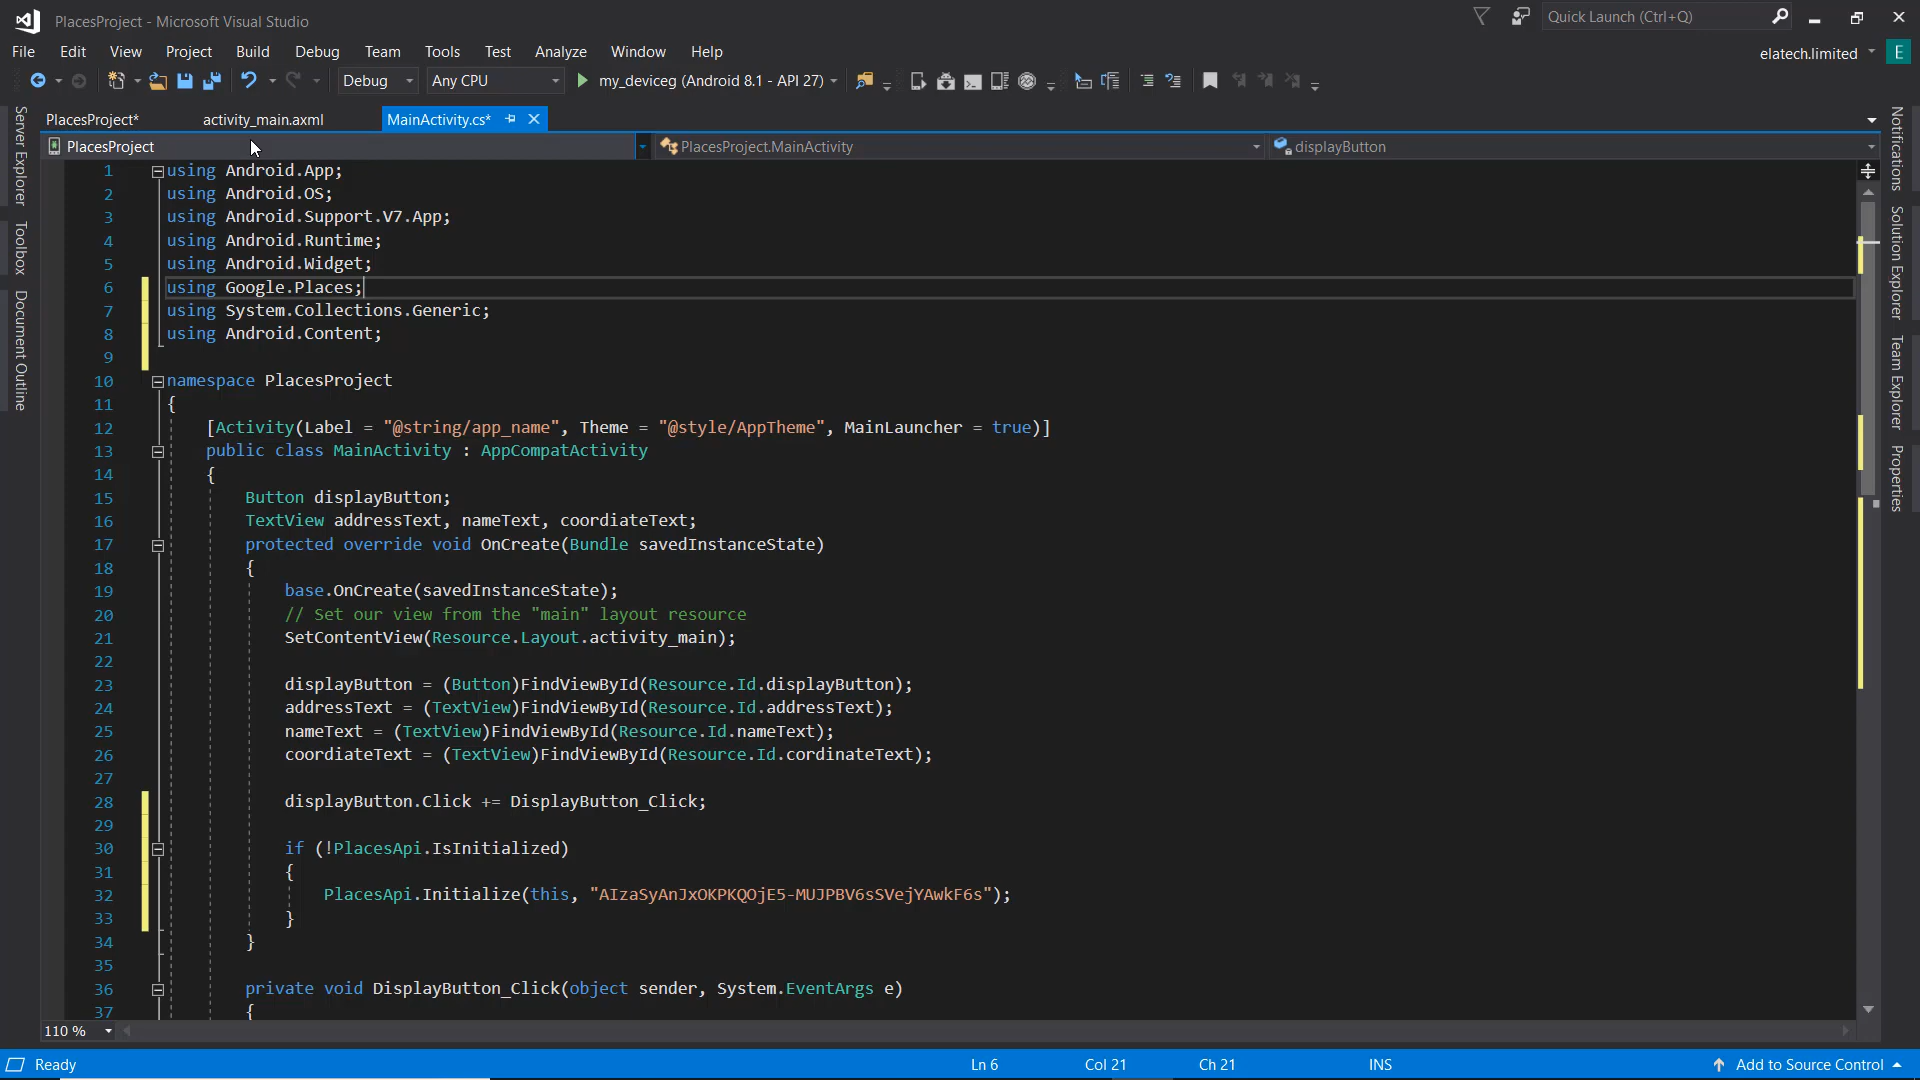 PlacesProject - Microsoft Visual Studio
Quick Launch (Ctrl+Q)
File Edit View Project Build Debug Team Tools Test Analyze Window Help
elatech.limited E
Debug Any CPU my_deviceg (Android 8.1 - API 27)
PlacesProject* activity_main.axml MainActivity.cs*
PlacesProject PlacesProject.MainActivity displayButton
Server Explorer
Toolbox
Document Outline
1 using Android.App;
2 using Android.OS;
3 using Android.Support.V7.App;
4 using Android.Runtime;
5 using Android.Widget;
6 using Google.Places;
7 using System.Collections.Generic;
8 using Android.Content;
9
10 namespace PlacesProject
11 {
12 [Activity(Label = "@string/app_name", Theme = "@style/AppTheme", MainLauncher = true)]
13 public class MainActivity : AppCompatActivity
14 {
15 Button displayButton;
16 TextView addressText, nameText, coordiateText;
17 protected override void OnCreate(Bundle savedInstanceState)
18 {
19 base.OnCreate(savedInstanceState);
20 // Set our view from the "main" layout resource
21 SetContentView(Resource.Layout.activity_main);
22
23 displayButton = (Button)FindViewById(Resource.Id.displayButton);
24 addressText = (TextView)FindViewById(Resource.Id.addressText);
25 nameText = (TextView)FindViewById(Resource.Id.nameText);
26 coordiateText = (TextView)FindViewById(Resource.Id.cordinateText);
27
28 displayButton.Click += DisplayButton_Click;
29
30 if (!PlacesApi.IsInitialized)
31 {
32 PlacesApi.Initialize(this, "AIzaSyAnJxOKPKQOjE5-MUJPBV6sSVejYAwkF6s");
33 }
34 }
35
36 private void DisplayButton_Click(object sender, System.EventArgs e)
37 {
Notifications
Solution Explorer
Team Explorer
Properties
110 %
Ready Ln 6 Col 21 Ch 21 INS Add to Source Control